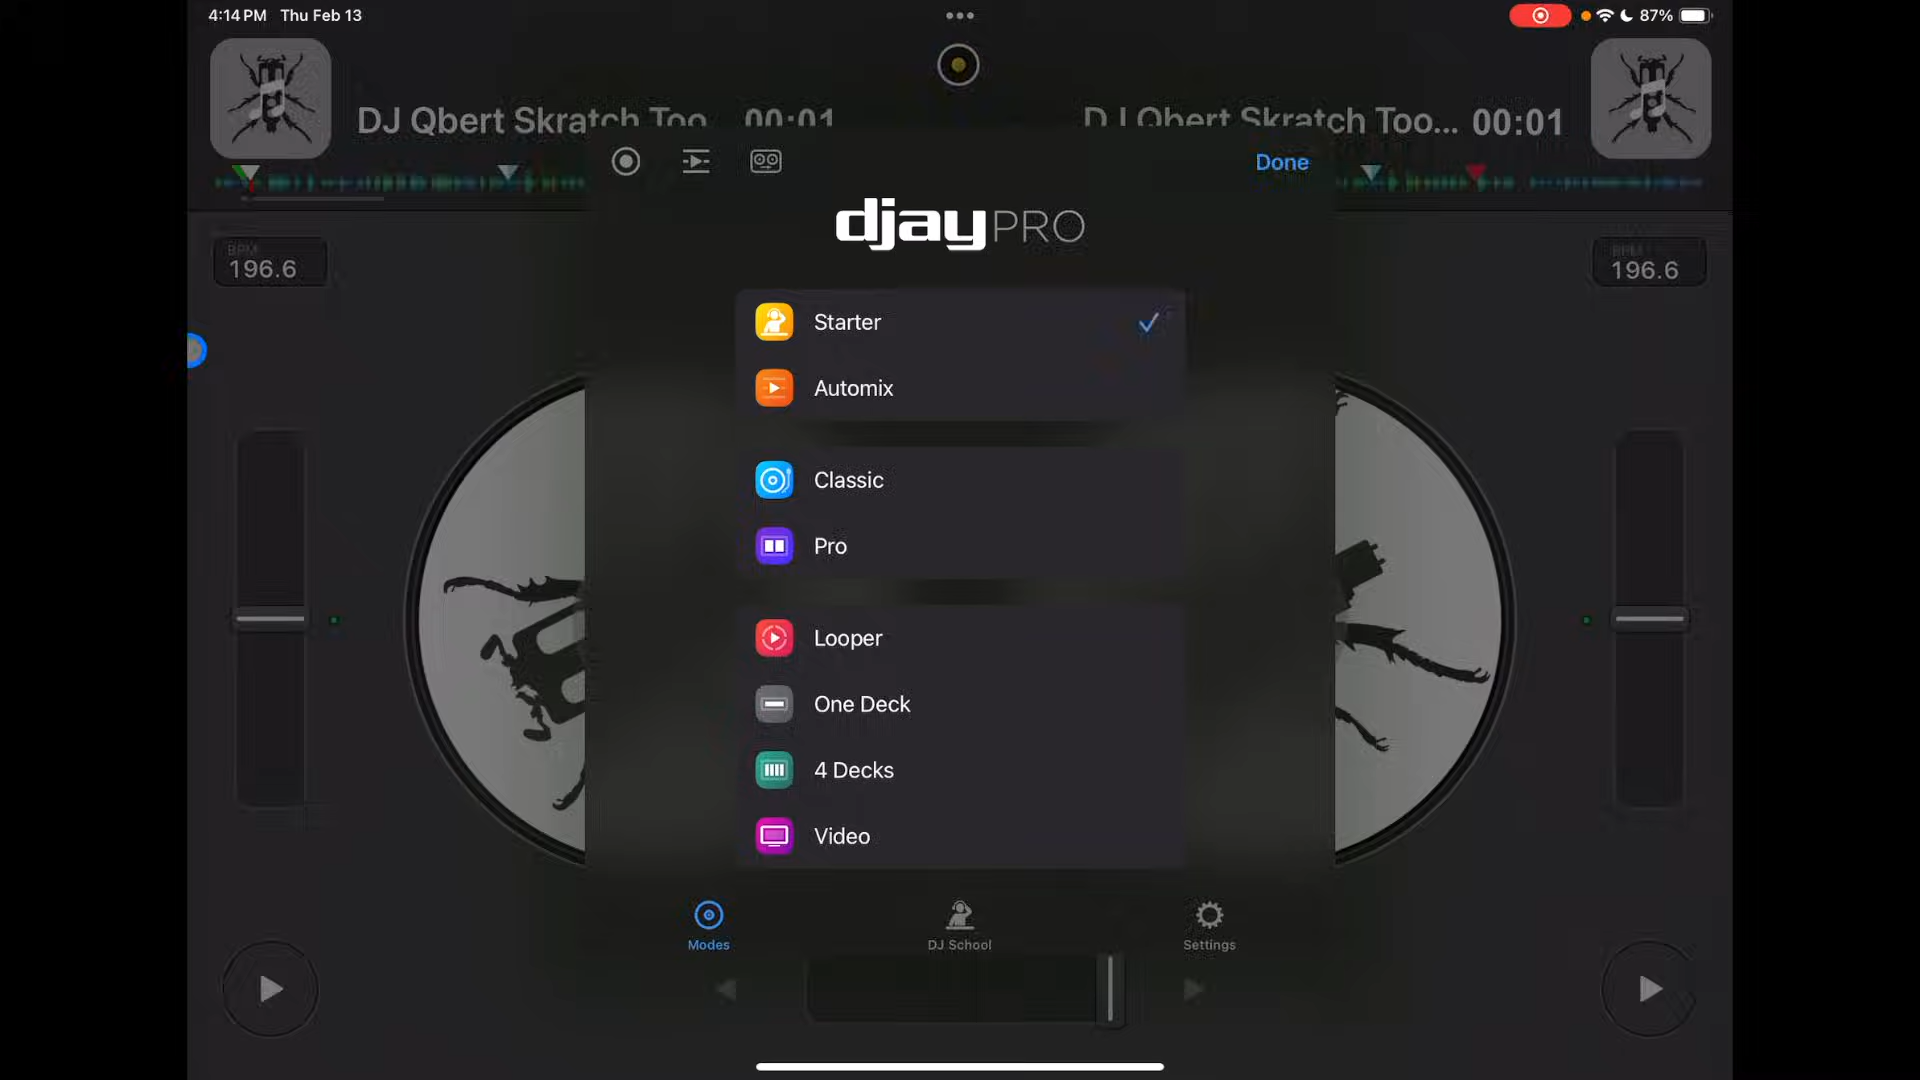 4:14 PM Thu Feb 13
87%
DJ Qbert Skratch Too 00:01
DJ Qbert Skratch Too... 00:01
Done
djay PRO
BPM
196.6
BPM
196.6
Starter
Automix
Classic
Pro
Looper
One Deck
4 Decks
Video
Modes
DJ School
Settings